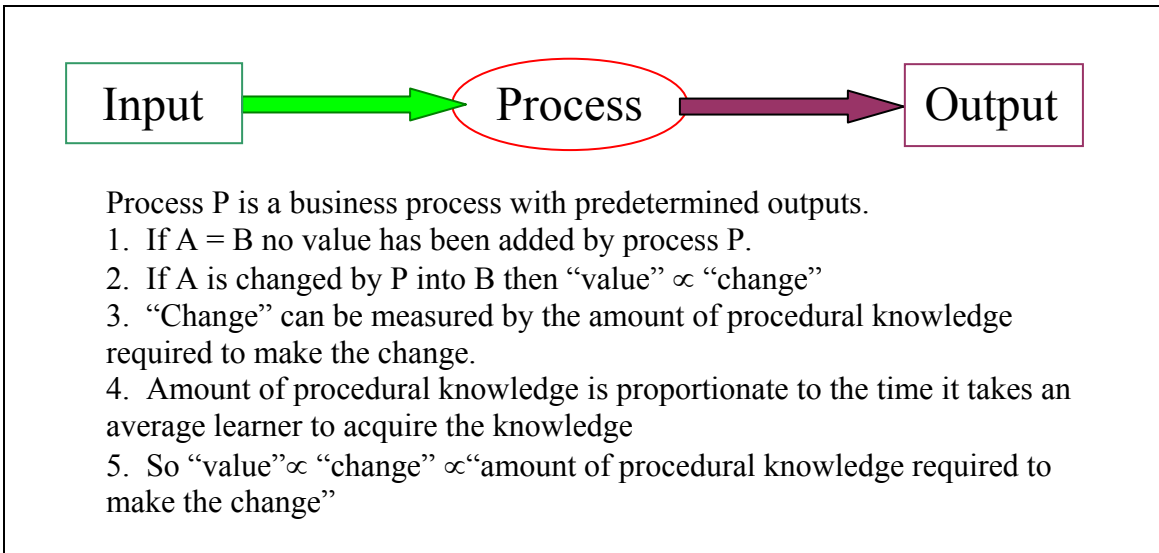 Input Process Output
Process P is a business process with predetermined outputs.
1. If A = B no value has been added by process P.
2. If A is changed by P into B then “value” ∝ “change”
3. “Change” can be measured by the amount of procedural knowledge
required to make the change.
4. Amount of procedural knowledge is proportionate to the time it takes an
average learner to acquire the knowledge
5. So “value”∝ “change” ∝“amount of procedural knowledge required to
make the change”